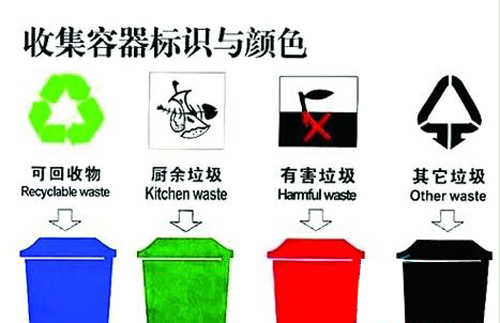 收集容器标识与颜色
可回收物
Recyclable waste
厨余垃圾
Kitchen waste
有害垃圾
Harmful waste
其它垃圾
Other waste